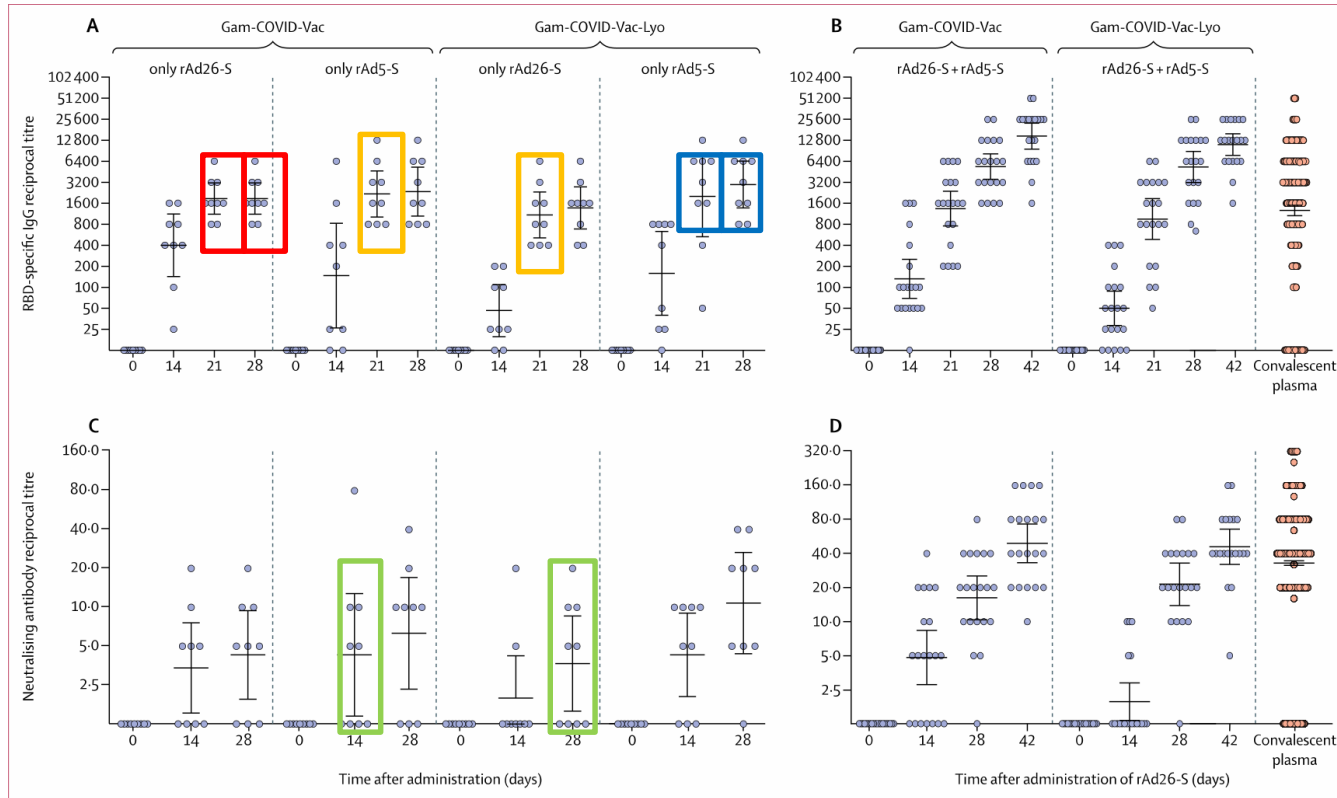 A
Gam-COVID-Vac
Gam-COVID-Vac-Lyo
only rAd26-S
only rAd5-S
only rAd26-S
only rAd5-S
RBD-specific IgG reciprocal titre
102 400
51 200
25 600
12 800
6400
3200
1600
800
400
200
100
50
25
0 14 21 28 0 14 21 28 0 14 21 28 0 14 21 28
B
Gam-COVID-Vac
Gam-COVID-Vac-Lyo
rAd26-S + rAd5-S
rAd26-S + rAd5-S
102 400
51 200
25 600
12 800
6400
3200
1600
800
400
200
100
50
25
0 14 21 28 42 0 14 21 28 42 Convalescent
plasma
C
Neutralising antibody reciprocal titre
160·0
80·0
40·0
20·0
10·0
5·0
2·5
0 14 28 0 14 28 0 14 28 0 14 28
Time after administration (days)
D
320·0
160·0
80·0
40·0
20·0
10·0
5·0
2·5
0 14 28 42 0 14 28 42 Convalescent
plasma
Time after administration of rAd26-S (days)